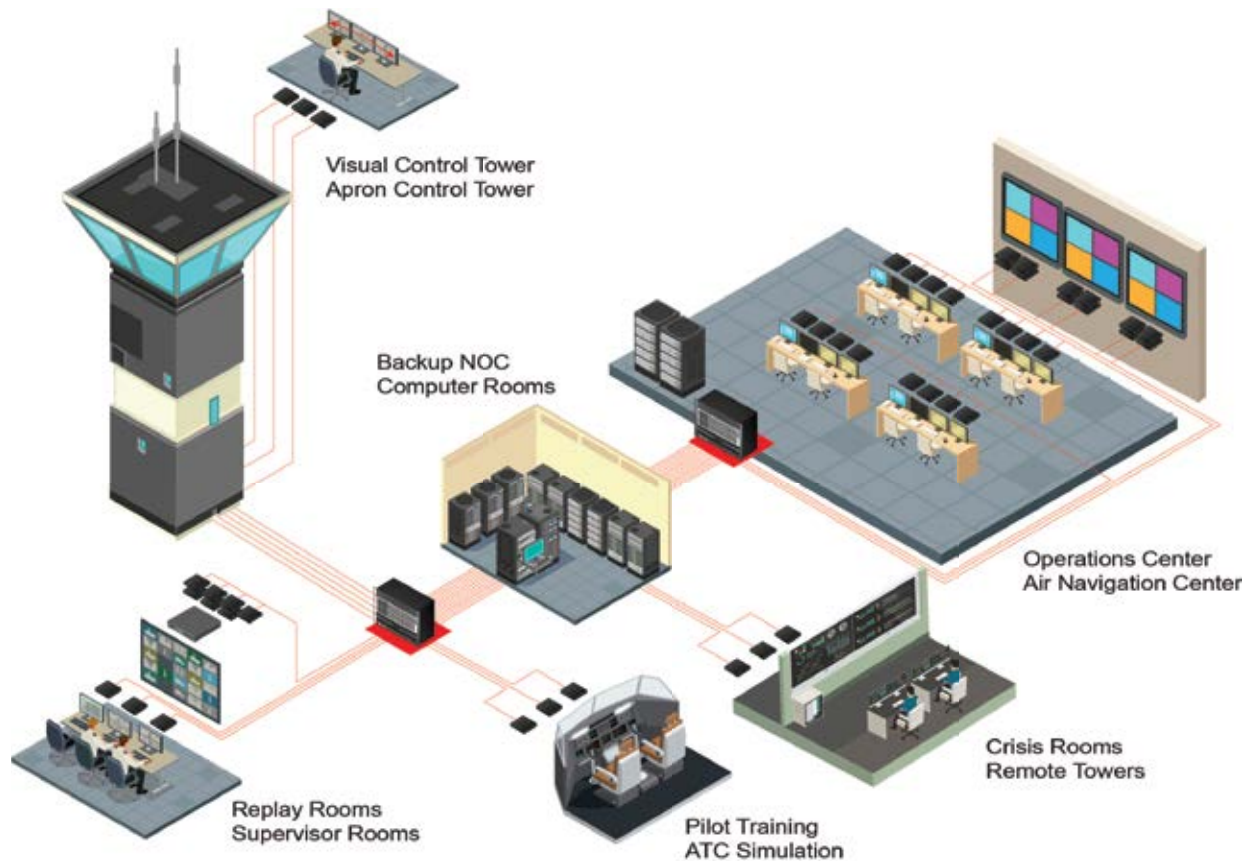 Visual Control Tower
Apron Control Tower
Backup NOC
Computer Rooms
Operations Center
Air Navigation Center
Crisis Rooms
Remote Towers
Replay Rooms
Supervisor Rooms
Pilot Training
ATC Simulation